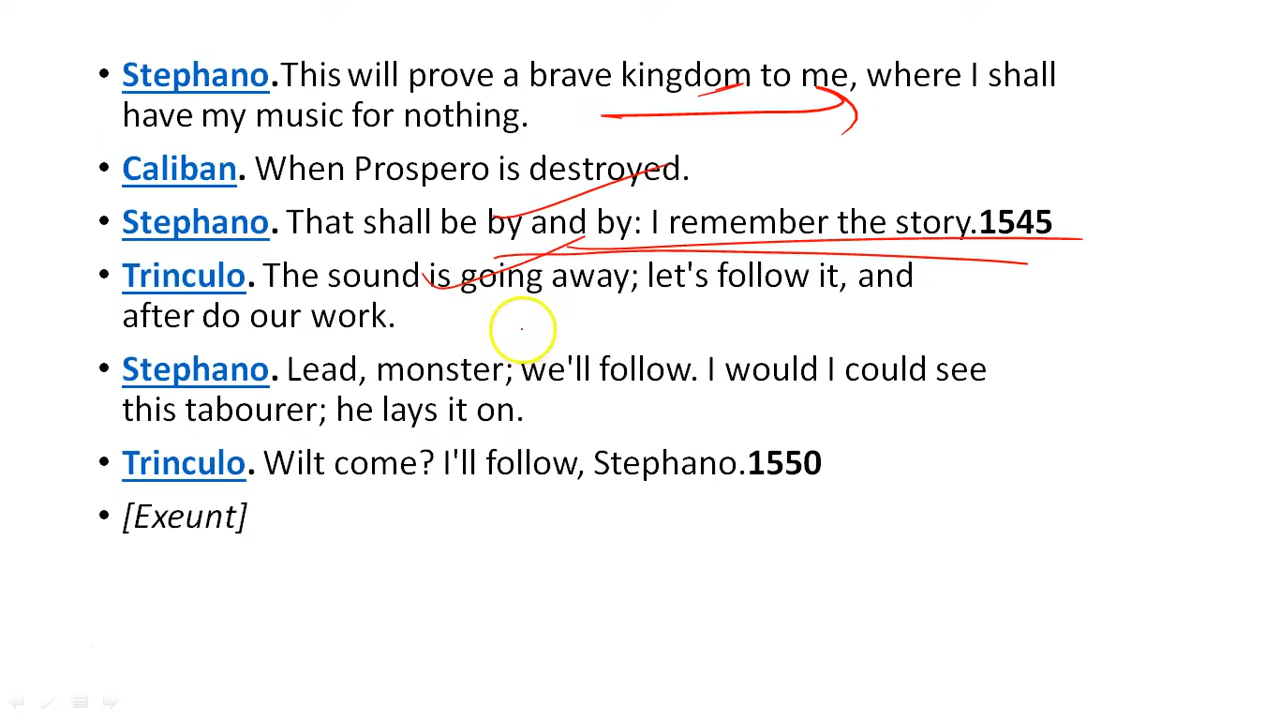 • Stephano.This will prove a brave kingdom to me, where I shall
have my music for nothing.
• Caliban. When Prospero is destroyed.
• Stephano. That shall be by and by: I remember the story.1545
• Trinculo. The sound is going away; let's follow it, and
after do our work.
• Stephano. Lead, monster; we'll follow. I would I could see
this tabourer; he lays it on.
• Trinculo. Wilt come? I'll follow, Stephano.1550
• [Exeunt]